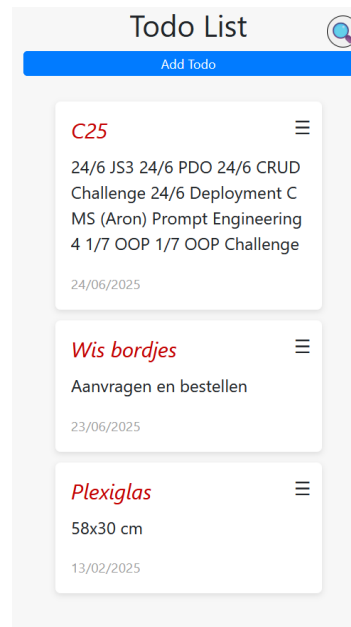 Todo List
Add Todo
C25
24/6 JS3 24/6 PDO 24/6 CRUD
Challenge 24/6 Deployment C
MS (Aron) Prompt Engineering
4 1/7 OOP 1/7 OOP Challenge
24/06/2025
Wis bordjes
Aanvragen en bestellen
23/06/2025
Plexiglas
58x30 cm
13/02/2025